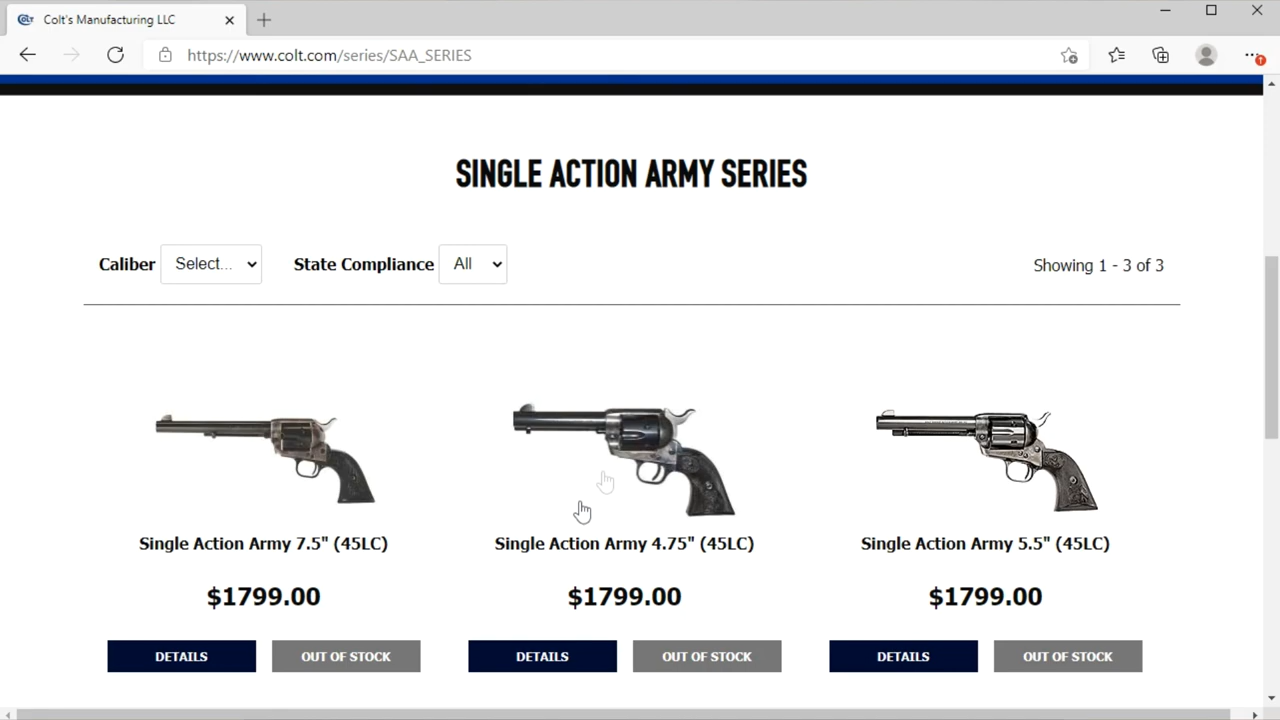 Colt's Manufacturing LLC
https://www.colt.com/series/SAA_SERIES
SINGLE ACTION ARMY SERIES
Caliber Select... State Compliance All Showing 1 - 3 of 3
Single Action Army 7.5" (45LC) Single Action Army 4.75" (45LC) Single Action Army 5.5" (45LC)
$1799.00 $1799.00 $1799.00
DETAILS OUT OF STOCK DETAILS OUT OF STOCK DETAILS OUT OF STOCK